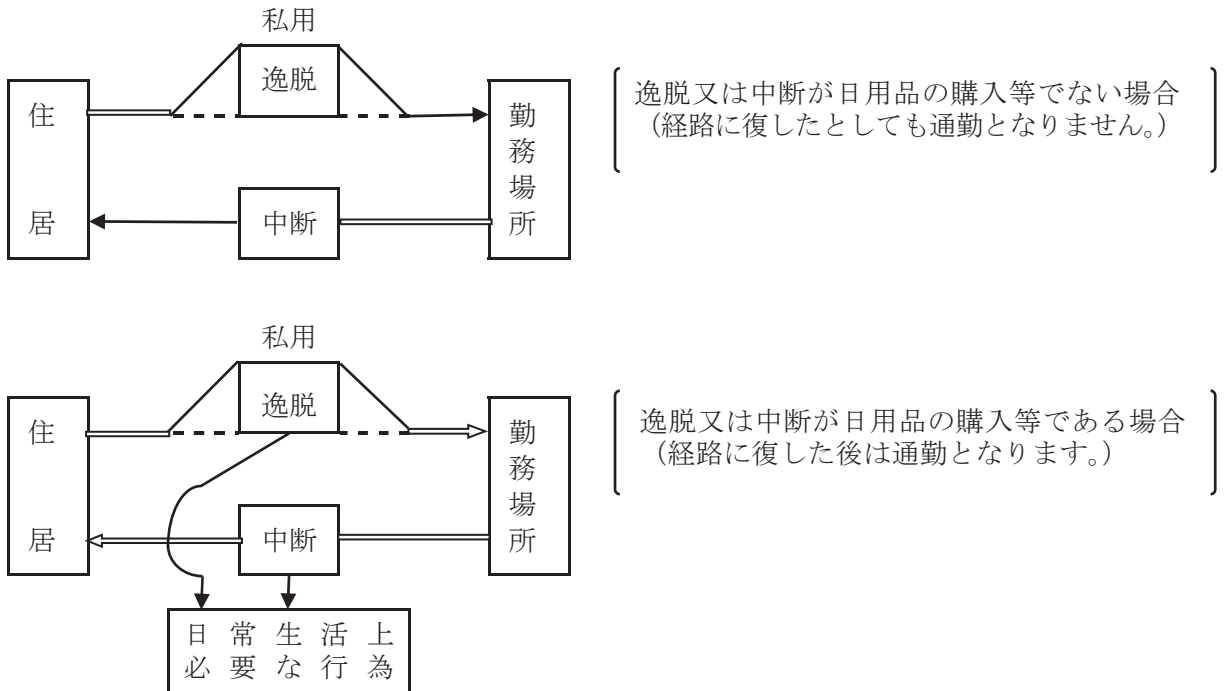 私用
逸脱
住居
勤務場所
中断
逸脱又は中断が日用品の購入等でない場合
（経路に復したとしても通勤となりません。）
私用
逸脱
住居
勤務場所
中断
逸脱又は中断が日用品の購入等である場合
（経路に復した後は通勤となります。）
日常生活上
必要な行為